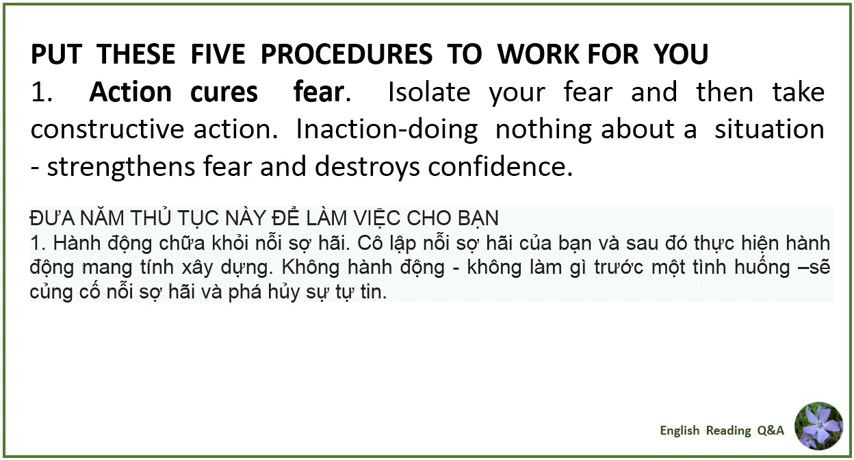 PUT THESE FIVE PROCEDURES TO WORK FOR YOU
1. Action cures fear. Isolate your fear and then take
constructive action. Inaction-doing nothing about a situation
- strengthens fear and destroys confidence.
ĐƯA NĂM THỦ TỤC NÀY ĐỂ LÀM VIỆC CHO BẠN
1. Hành động chữa khỏi nỗi sợ hãi. Cô lập nỗi sợ hãi của bạn và sau đó thực hiện hành
động mang tính xây dựng. Không hành động - không làm gì trước một tình huống –sẽ
củng cố nỗi sợ hãi và phá hủy sự tự tin.
English Reading Q&A